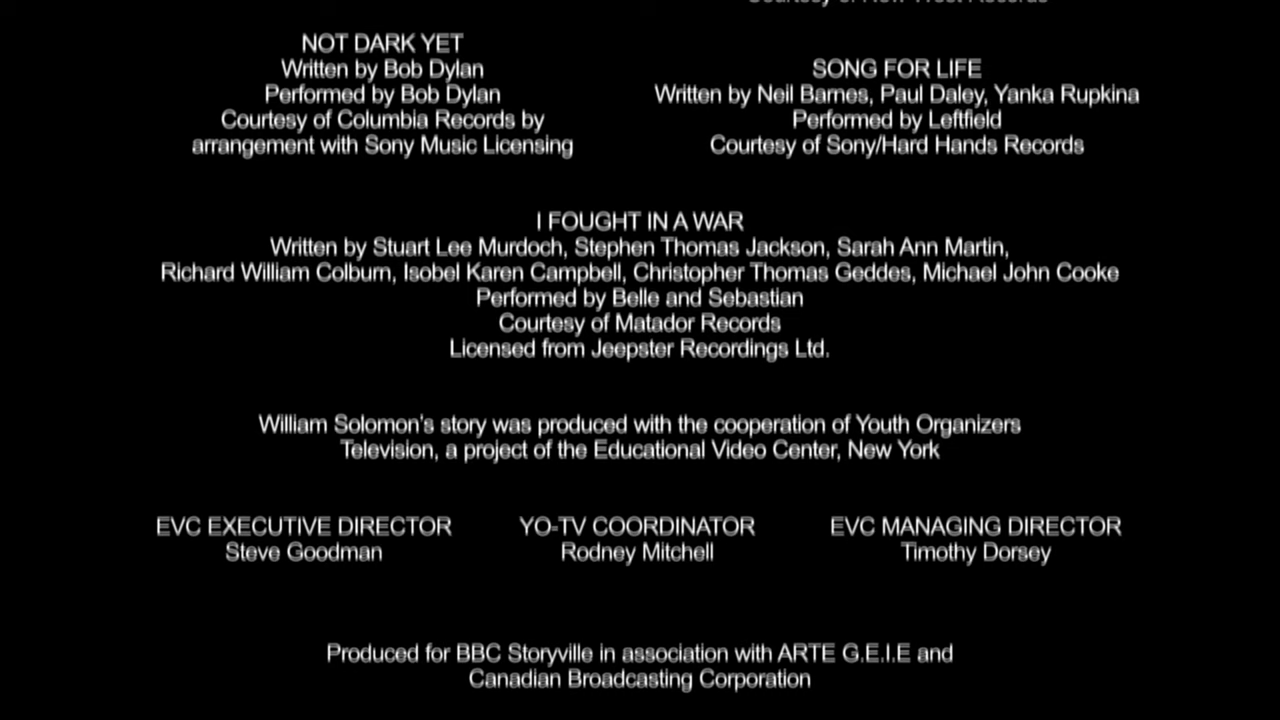 NOT DARK YET
Written by Bob Dylan
Performed by Bob Dylan
Courtesy of Columbia Records by
arrangement with Sony Music Licensing
SONG FOR LIFE
Written by Neil Barnes, Paul Daley, Yanka Rupkina
Performed by Leftfield
Courtesy of Sony/Hard Hands Records
I FOUGHT IN A WAR
Written by Stuart Lee Murdoch, Stephen Thomas Jackson, Sarah Ann Martin,
Richard William Colburn, Isobel Karen Campbell, Christopher Thomas Geddes, Michael John Cooke
Performed by Belle and Sebastian
Courtesy of Matador Records
Licensed from Jeepster Recordings Ltd.
William Solomon's story was produced with the cooperation of Youth Organizers
Television, a project of the Educational Video Center, New York
EVC EXECUTIVE DIRECTOR
Steve Goodman
YO-TV COORDINATOR
Rodney Mitchell
EVC MANAGING DIRECTOR
Timothy Dorsey
Produced for BBC Storyville in association with ARTE G.E.I.E and
Canadian Broadcasting Corporation